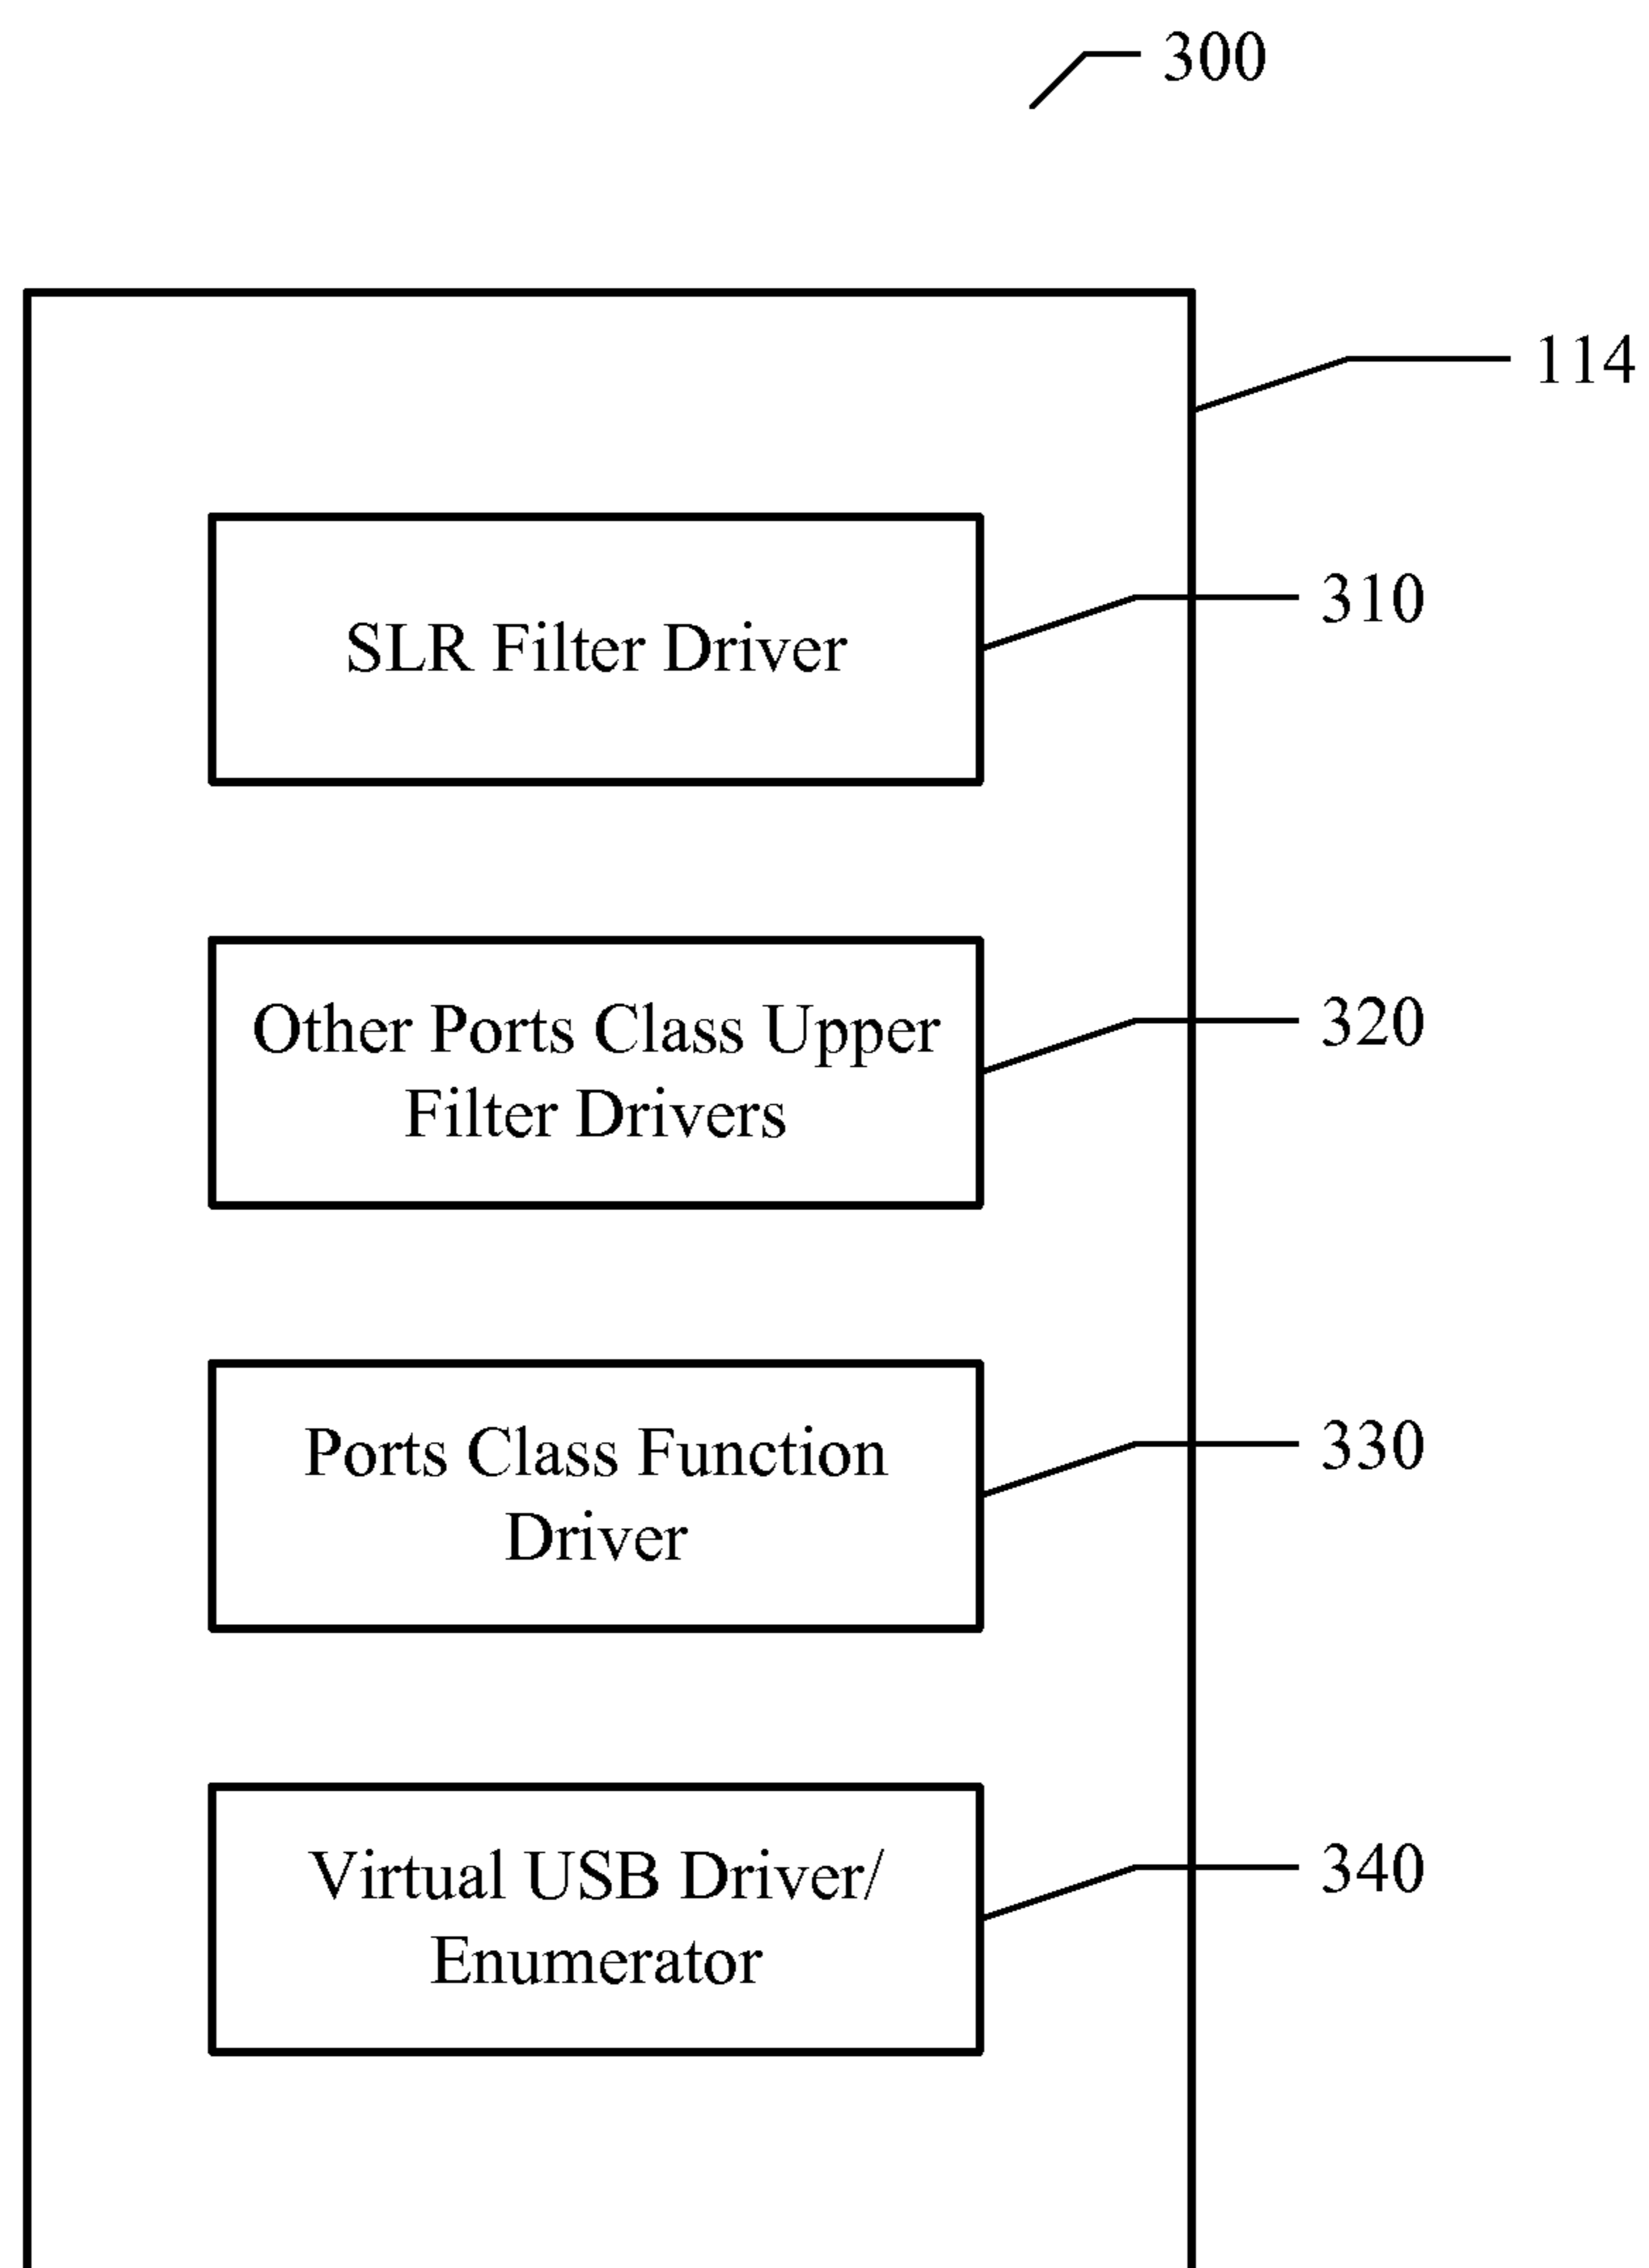 300
114
SLR Filter Driver
310
Other Ports Class Upper
Filter Drivers
320
Ports Class Function
Driver
330
Virtual USB Driver/
Enumerator
340